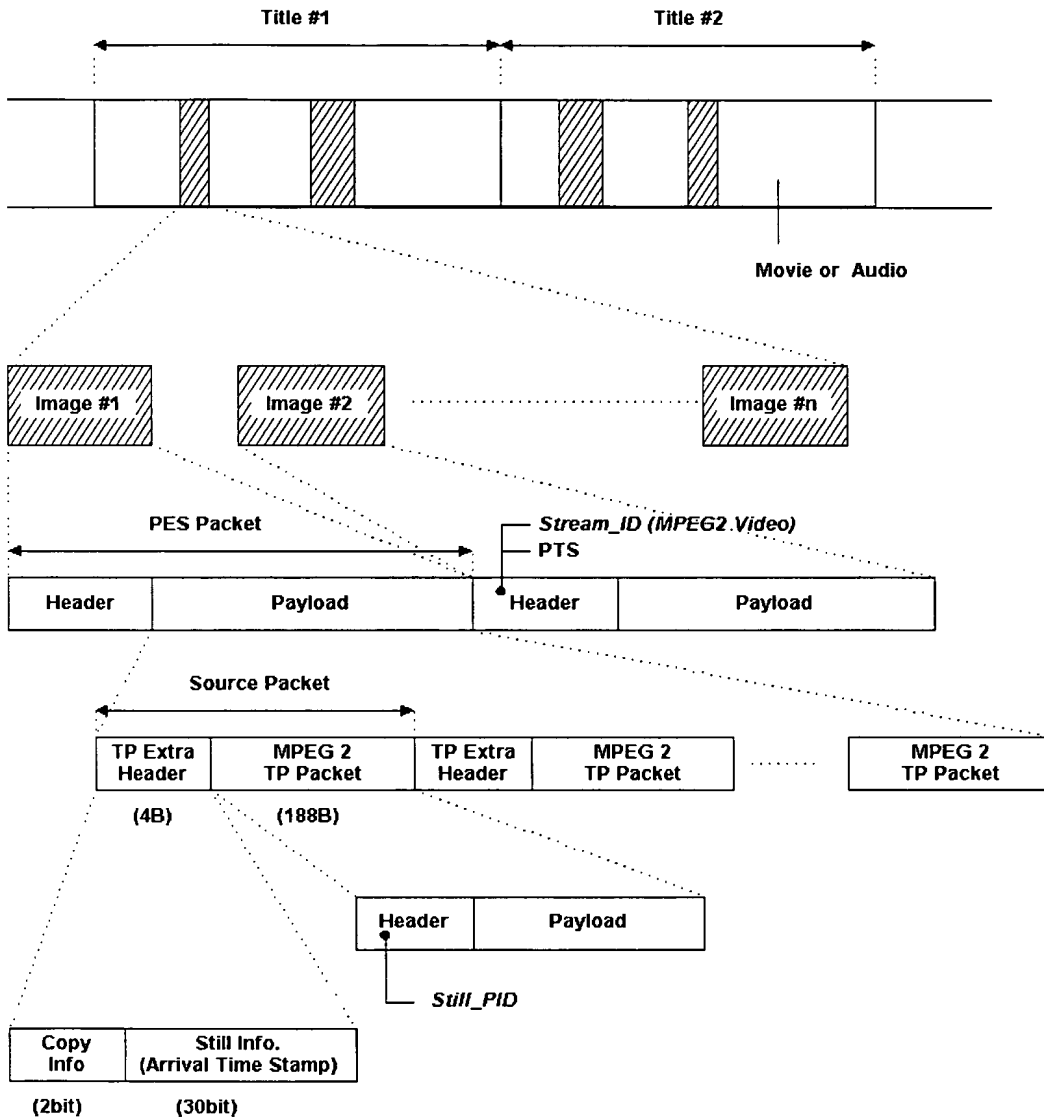 Title #1
Title #2
Movie or Audio
Image #1
Image #2
Image #n
PES Packet
Stream_ID (MPEG2.Video)
PTS
Header
Payload
Header
Payload
Source Packet
TP Extra
Header
MPEG 2
TP Packet
TP Extra
Header
MPEG 2
TP Packet
MPEG 2
TP Packet
(4B)
(188B)
Header
Payload
Still_PID
Copy
Info
Still Info.
(Arrival Time Stamp)
(2bit)
(30bit)